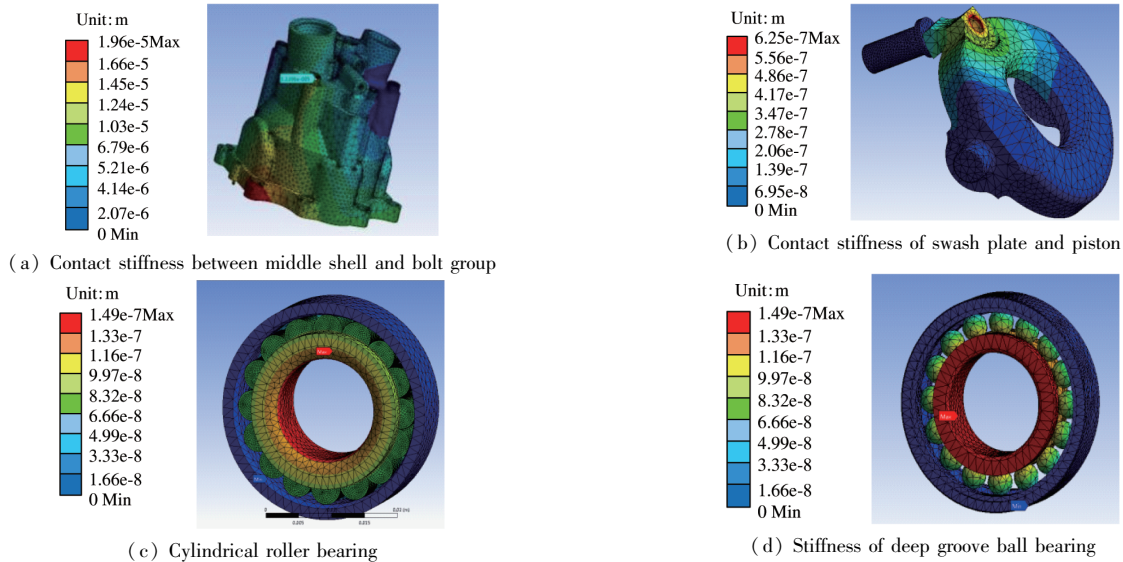 Unit: m
1.96e-5Max
1.66e-5
1.45e-5
1.24e-5
1.03e-5
6.79e-6
5.21e-6
4.14e-6
2.07e-6
0 Min
(a) Contact stiffness between middle shell and bolt group
Unit: m
6.25e-7Max
5.56e-7
4.86e-7
4.17e-7
3.47e-7
2.78e-7
2.06e-7
1.39e-7
6.95e-8
0 Min
(b) Contact stiffness of swash plate and piston
Unit: m
1.49e-7Max
1.33e-7
1.16e-7
9.97e-8
8.32e-8
6.66e-8
4.99e-8
3.33e-8
1.66e-8
0 Min
Max
0
0.005
0.015
0.03 (m)
(c) Cylindrical roller bearing
Unit: m
1.49e-7Max
1.33e-7
1.16e-7
9.97e-8
8.32e-8
6.66e-8
4.99e-8
3.33e-8
1.66e-8
0 Min
Max
(d) Stiffness of deep groove ball bearing